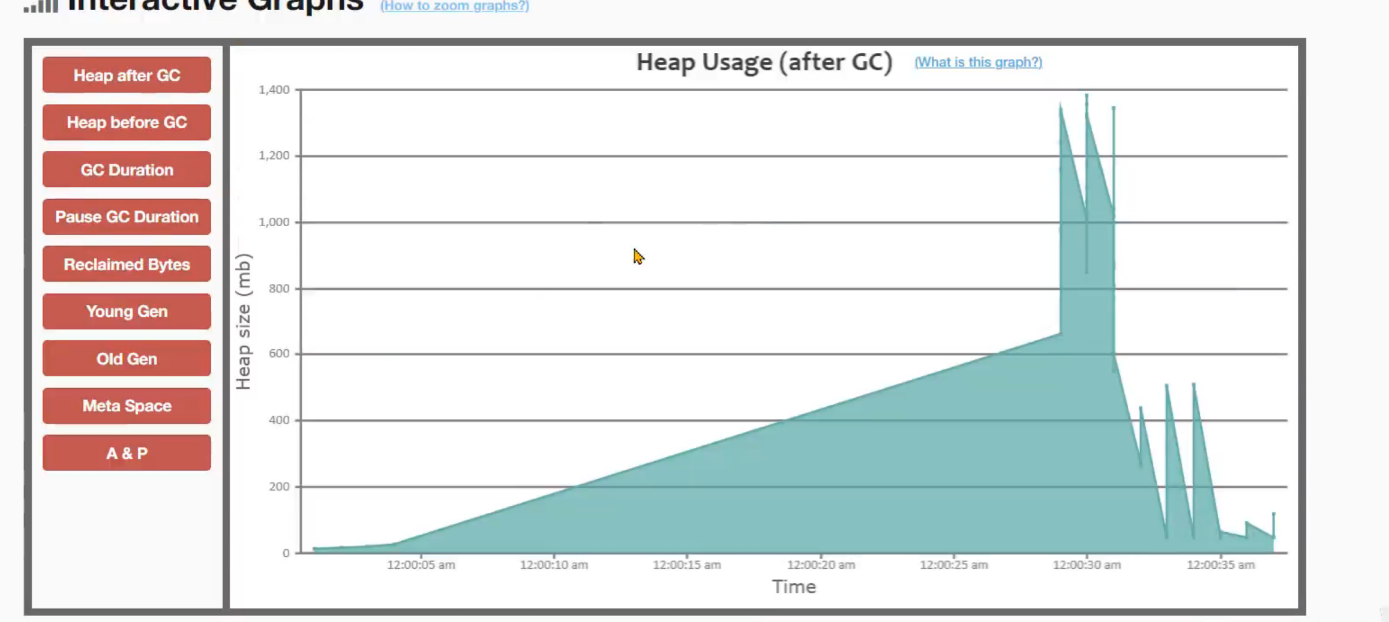 Interactive Graphs (How to zoom graphs?)
Heap after GC
Heap before GC
GC Duration
Pause GC Duration
Reclaimed Bytes
Young Gen
Old Gen
Meta Space
A & P
Heap Usage (after GC) (What is this graph?)
Heap size (mb)
1,400
1,200
1,000
800
600
400
200
0
12:00:05 am 12:00:10 am 12:00:15 am 12:00:20 am 12:00:25 am 12:00:30 am 12:00:35 am
Time